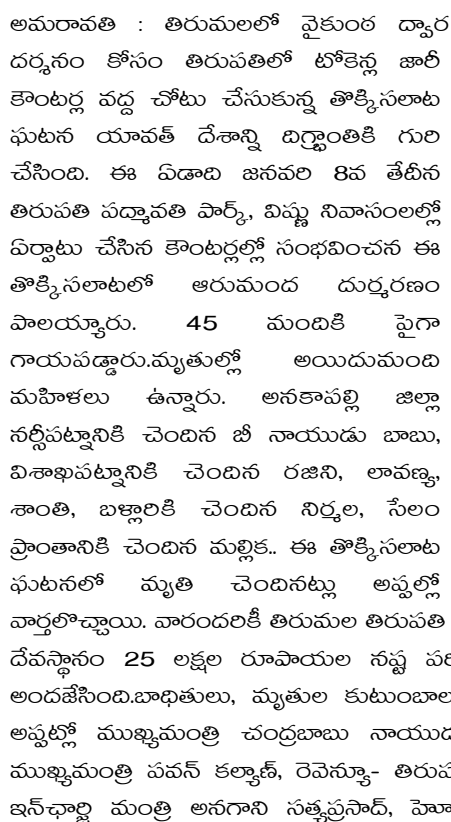 అమరావతి : తిరుమలలో వైకుంఠ ద్వార
దర్శనం కోసం తిరుపతిలో టోకెన్ల జారీ
కౌంటర్ల వద్ద చోటు చేసుకున్న తొక్కిసలాట
ఘటన యావత్ దేశాన్ని దిగ్భ్రాంతికి గురి
చేసింది. ఈ ఏడాది జనవరి 8వ తేదీన
తిరుపతి పద్మావతి పార్క్, విష్ణు నివాసంలల్లో
ఏర్పాటు చేసిన కౌంటర్లల్లో సంభవించన ఈ
తొక్కిసలాటలో ఆరుమంద దుర్మరణం
పాలయ్యారు. 45 మందికి పైగా
గాయపడ్డారు.మృతుల్లో అయిదుమంది
మహిళలు ఉన్నారు. అనకాపల్లి జిల్లా
నర్సీపట్నానికి చెందిన బీ నాయుడు బాబు,
విశాఖపట్నానికి చెందిన రజిని, లావణ్య,
శాంతి, బళ్లారికి చెందిన నిర్మల, సేలం
ప్రాంతానికి చెందిన మల్లిక.. ఈ తొక్కిసలాట
ఘటనలో మృతి చెందినట్లు అప్పల్లో
వార్తలొచ్చాయి. వారందరికీ తిరుమల తిరుపతి
దేవస్థానం 25 లక్షల రూపాయల నష్ట పరి
అందజేసింది.బాధితులు, మృతుల కుటుంబాల
అప్పట్లో ముఖ్యమంత్రి చంద్రబాబు నాయుడ
ముఖ్యమంత్రి పవన్ కల్యాణ్, రెవెన్యూ- తిరుప
ఇన్‌ఛార్జి మంత్రి అనగాని సత్యప్రసాద్, హో